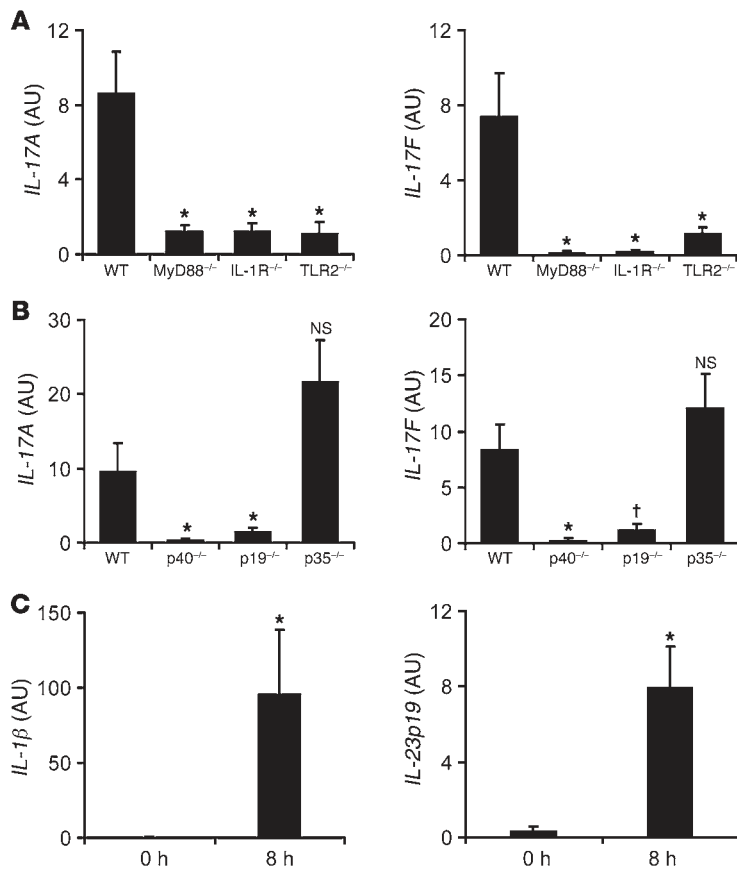 A
IL-17A (AU)
12
8
4
0
*
*
*
WT
MyD88–/–
IL-1R–/–
TLR2–/–
IL-17F (AU)
12
8
4
0
*
*
*
WT
MyD88–/–
IL-1R–/–
TLR2–/–
B
IL-17A (AU)
30
20
10
0
*
*
NS
WT
p40–/–
p19–/–
p35–/–
IL-17F (AU)
20
15
10
5
0
*
†
NS
WT
p40–/–
p19–/–
p35–/–
C
IL-1β (AU)
150
100
50
0
*
0 h
8 h
IL-23p19 (AU)
12
8
4
0
*
0 h
8 h